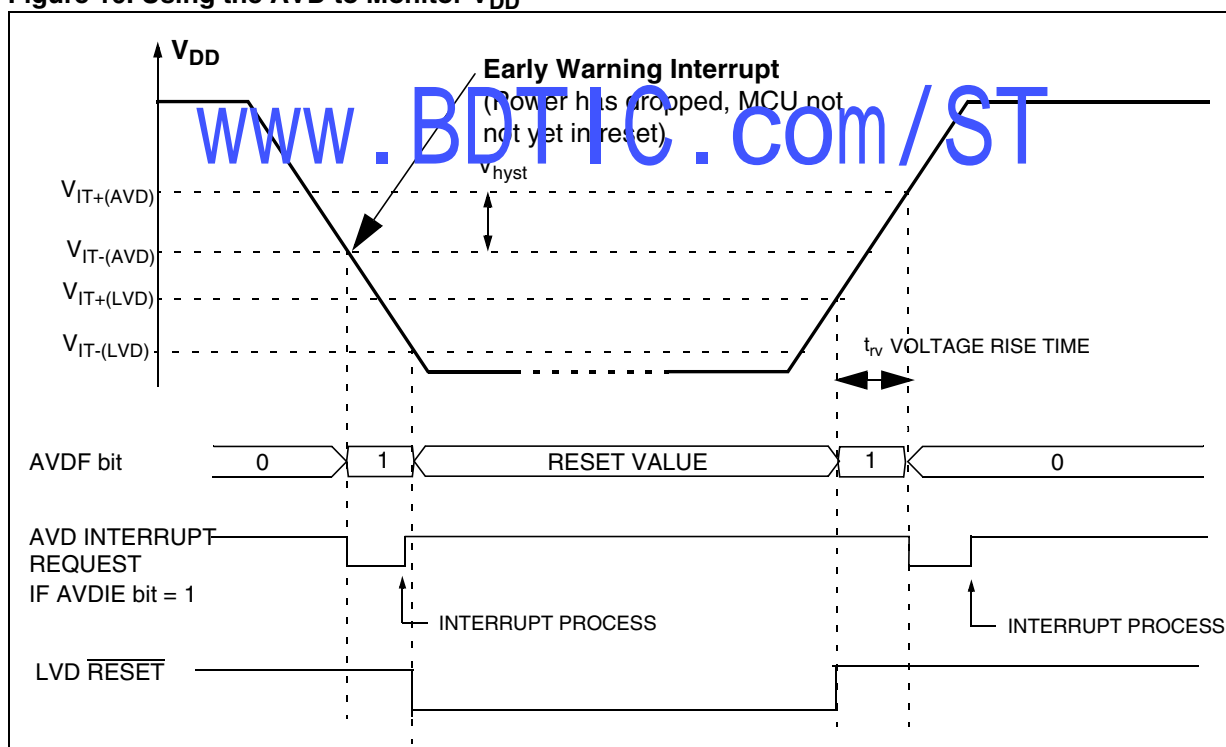 Figure 16. Using the AVD to Monitor VDD
VDD
Early Warning Interrupt
(Power has dropped, MCU not
not yet in reset)
www.BDTIC.com/ST
Vhyst
VIT+(AVD)
VIT-(AVD)
VIT+(LVD)
VIT-(LVD)
trv VOLTAGE RISE TIME
AVDF bit
0
1
RESET VALUE
1
0
AVD INTERRUPT
REQUEST
IF AVDIE bit = 1
INTERRUPT PROCESS
INTERRUPT PROCESS
LVD RESET